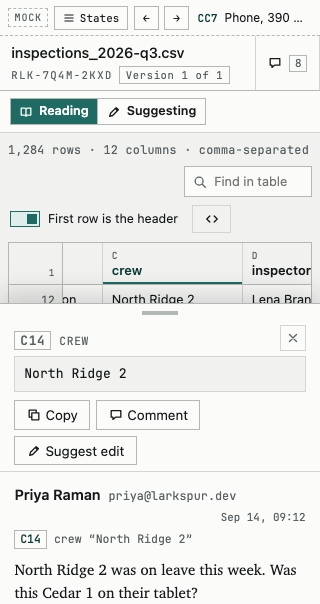 MOCK States ← → CC7 Phone, 390 ...
inspections_2026-q3.csv
RLK-7Q4M-2KXD Version 1 of 1
8
Reading Suggesting
1,284 rows · 12 columns · comma-separated
Find in table
First row is the header
C D
1 crew inspector
12 on North Ridge 2 Lena Bran
C14 CREW
North Ridge 2
Copy Comment
Suggest edit
Priya Raman priya@larkspur.dev
Sep 14, 09:12
C14 crew “North Ridge 2”
North Ridge 2 was on leave this week. Was
this Cedar 1 on their tablet?